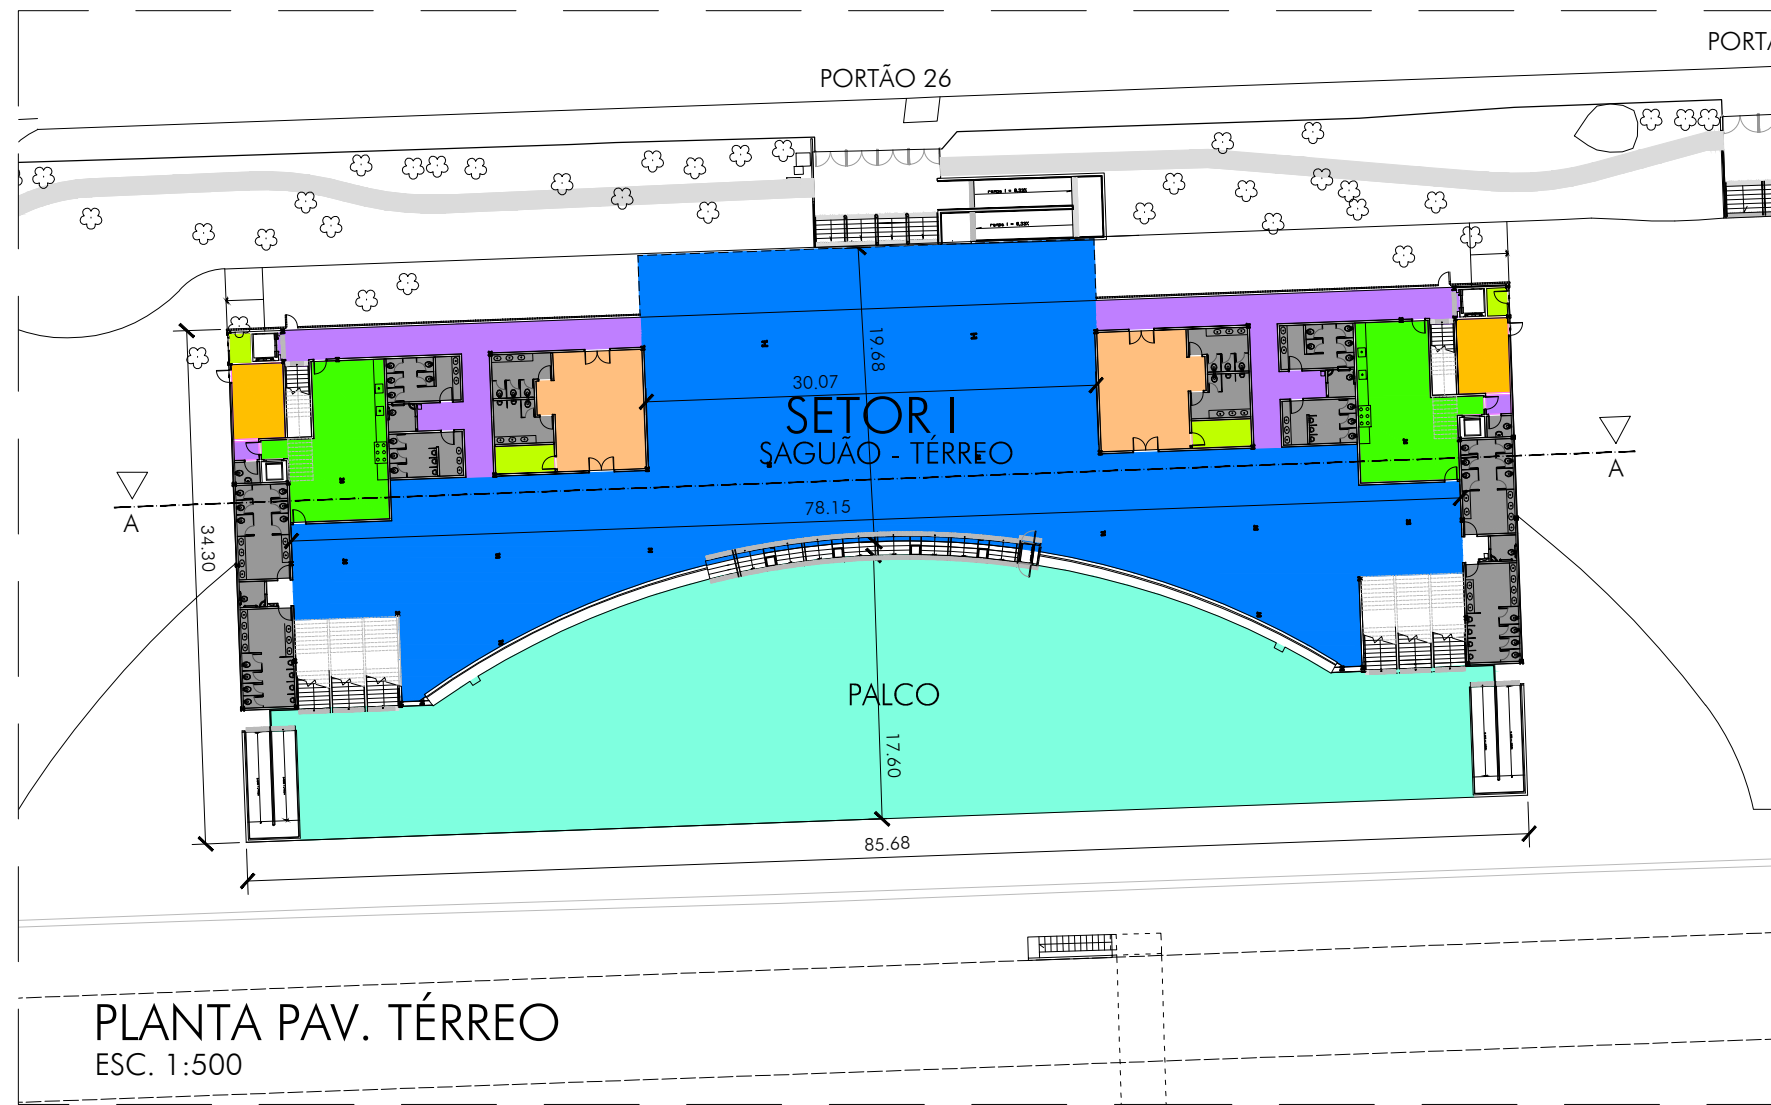 PORTA
PORTÃO 26
19.68
30.07
SETOR I
SAGUÃO - TÉRREO
A
A
78.15
34.30
PALCO
17.60
85.68
PLANTA PAV. TÉRREO
ESC. 1:500